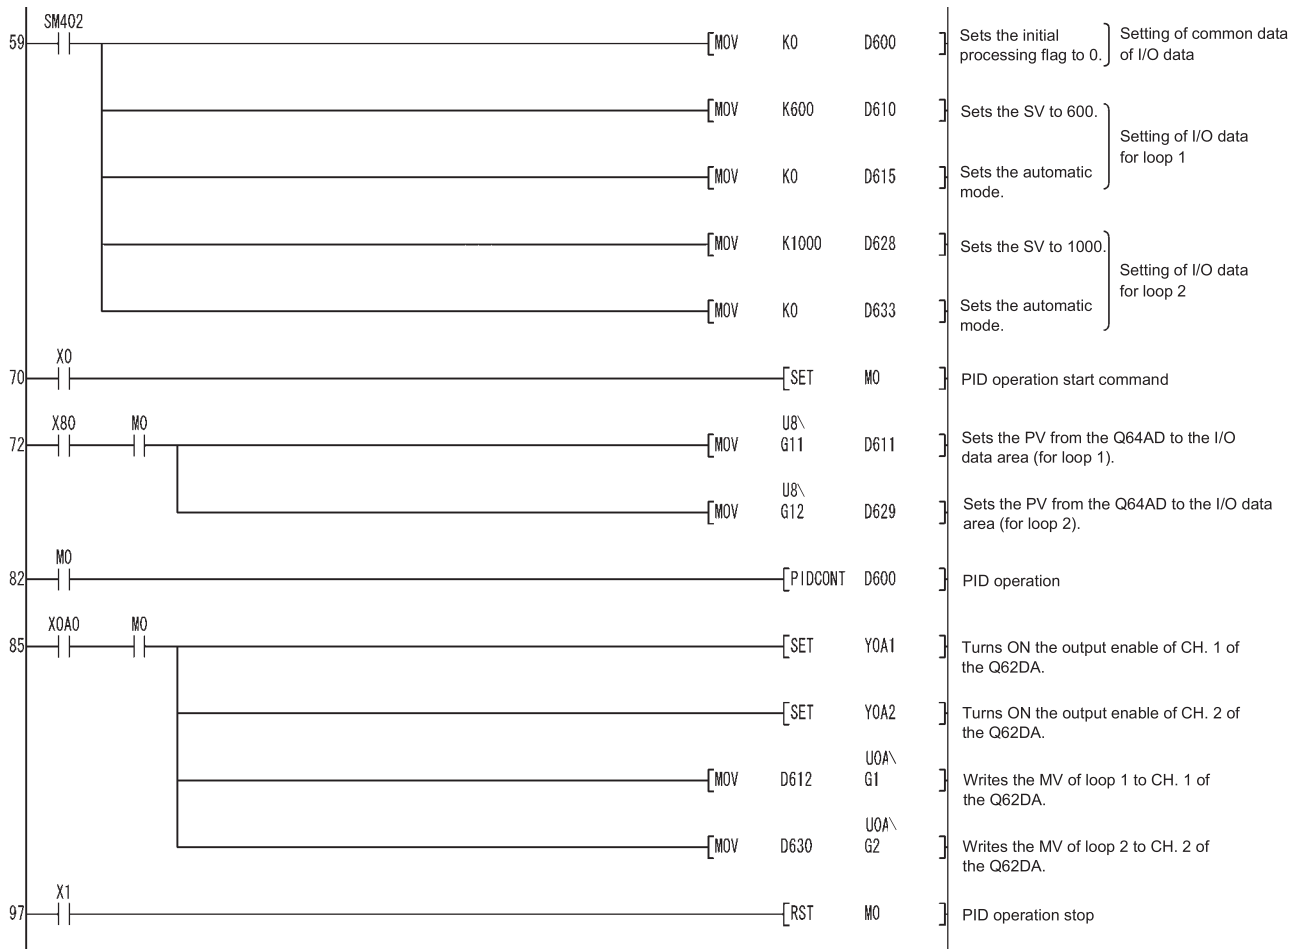 SM402
59 [MOV K0 D600 ] Sets the initial processing flag to 0. Setting of common data of I/O data
[MOV K600 D610 ] Sets the SV to 600.
Setting of I/O data for loop 1
[MOV K0 D615 ] Sets the automatic mode.
[MOV K1000 D628 ] Sets the SV to 1000.
Setting of I/O data for loop 2
[MOV K0 D633 ] Sets the automatic mode.
X0
70 [SET M0 ] PID operation start command
X80 M0 U8\
72 [MOV G11 D611 ] Sets the PV from the Q64AD to the I/O data area (for loop 1).
U8\
[MOV G12 D629 ] Sets the PV from the Q64AD to the I/O data area (for loop 2).
M0
82 [PIDCONT D600 ] PID operation
X0A0 M0
85 [SET Y0A1 ] Turns ON the output enable of CH. 1 of the Q62DA.
[SET Y0A2 ] Turns ON the output enable of CH. 2 of the Q62DA.
U0A\
[MOV D612 G1 ] Writes the MV of loop 1 to CH. 1 of the Q62DA.
U0A\
[MOV D630 G2 ] Writes the MV of loop 2 to CH. 2 of the Q62DA.
X1
97 [RST M0 ] PID operation stop